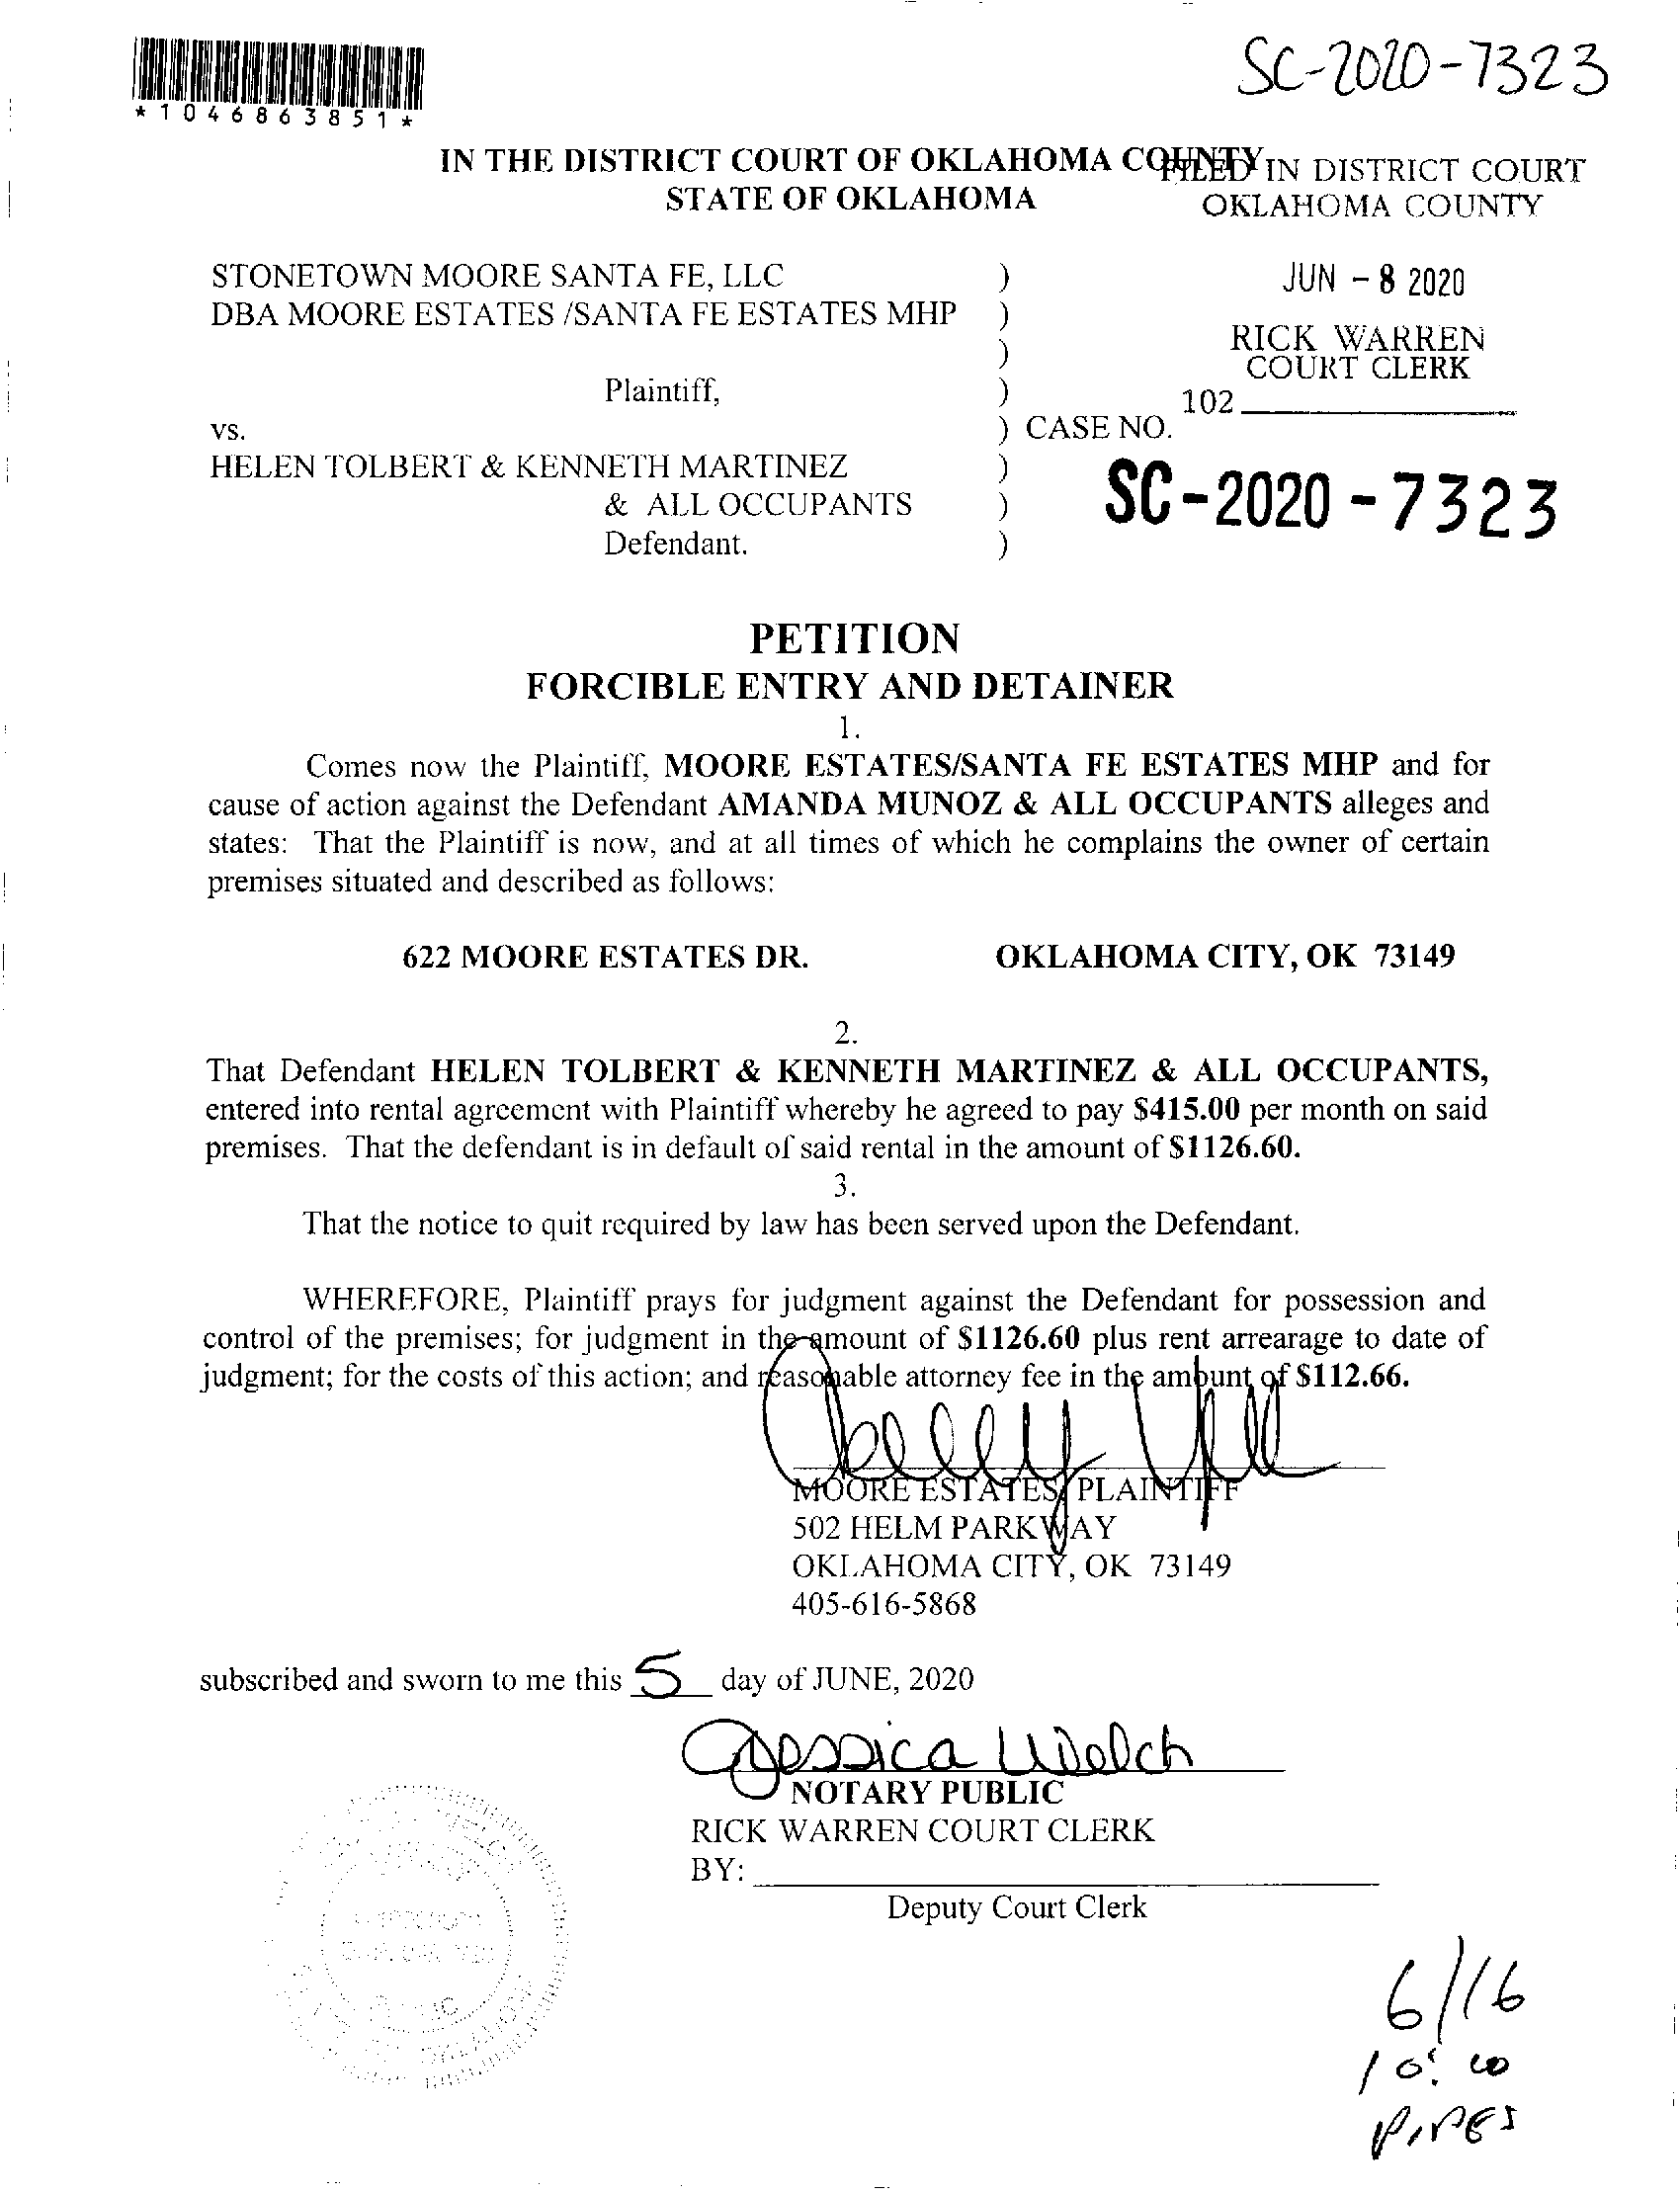 SC-2020-7323
*1046863851*
IN THE DISTRICT COURT OF OKLAHOMA COUNTY
STATE OF OKLAHOMA
FILED IN DISTRICT COURT
OKLAHOMA COUNTY
JUN - 8 2020
RICK WARREN
COURT CLERK
102
STONETOWN MOORE SANTA FE, LLC )
DBA MOORE ESTATES /SANTA FE ESTATES MHP )
)
Plaintiff, )
vs. ) CASE NO.
HELEN TOLBERT & KENNETH MARTINEZ )
& ALL OCCUPANTS )
Defendant. )
SC-2020-7323
PETITION
FORCIBLE ENTRY AND DETAINER
1.
Comes now the Plaintiff, MOORE ESTATES/SANTA FE ESTATES MHP and for
cause of action against the Defendant AMANDA MUNOZ & ALL OCCUPANTS alleges and
states: That the Plaintiff is now, and at all times of which he complains the owner of certain
premises situated and described as follows:
622 MOORE ESTATES DR. OKLAHOMA CITY, OK 73149
2.
That Defendant HELEN TOLBERT & KENNETH MARTINEZ & ALL OCCUPANTS,
entered into rental agreement with Plaintiff whereby he agreed to pay $415.00 per month on said
premises. That the defendant is in default of said rental in the amount of $1126.60.
3.
That the notice to quit required by law has been served upon the Defendant.
WHEREFORE, Plaintiff prays for judgment against the Defendant for possession and
control of the premises; for judgment in the amount of $1126.60 plus rent arrearage to date of
judgment; for the costs of this action; and reasonable attorney fee in the amount of $112.66.
MOORE ESTATES, PLAINTIFF
502 HELM PARKWAY
OKLAHOMA CITY, OK 73149
405-616-5868
subscribed and sworn to me this 5 day of JUNE, 2020
Jessica Welch
NOTARY PUBLIC
RICK WARREN COURT CLERK
BY:
Deputy Court Clerk
6/16
10:00
PIPES